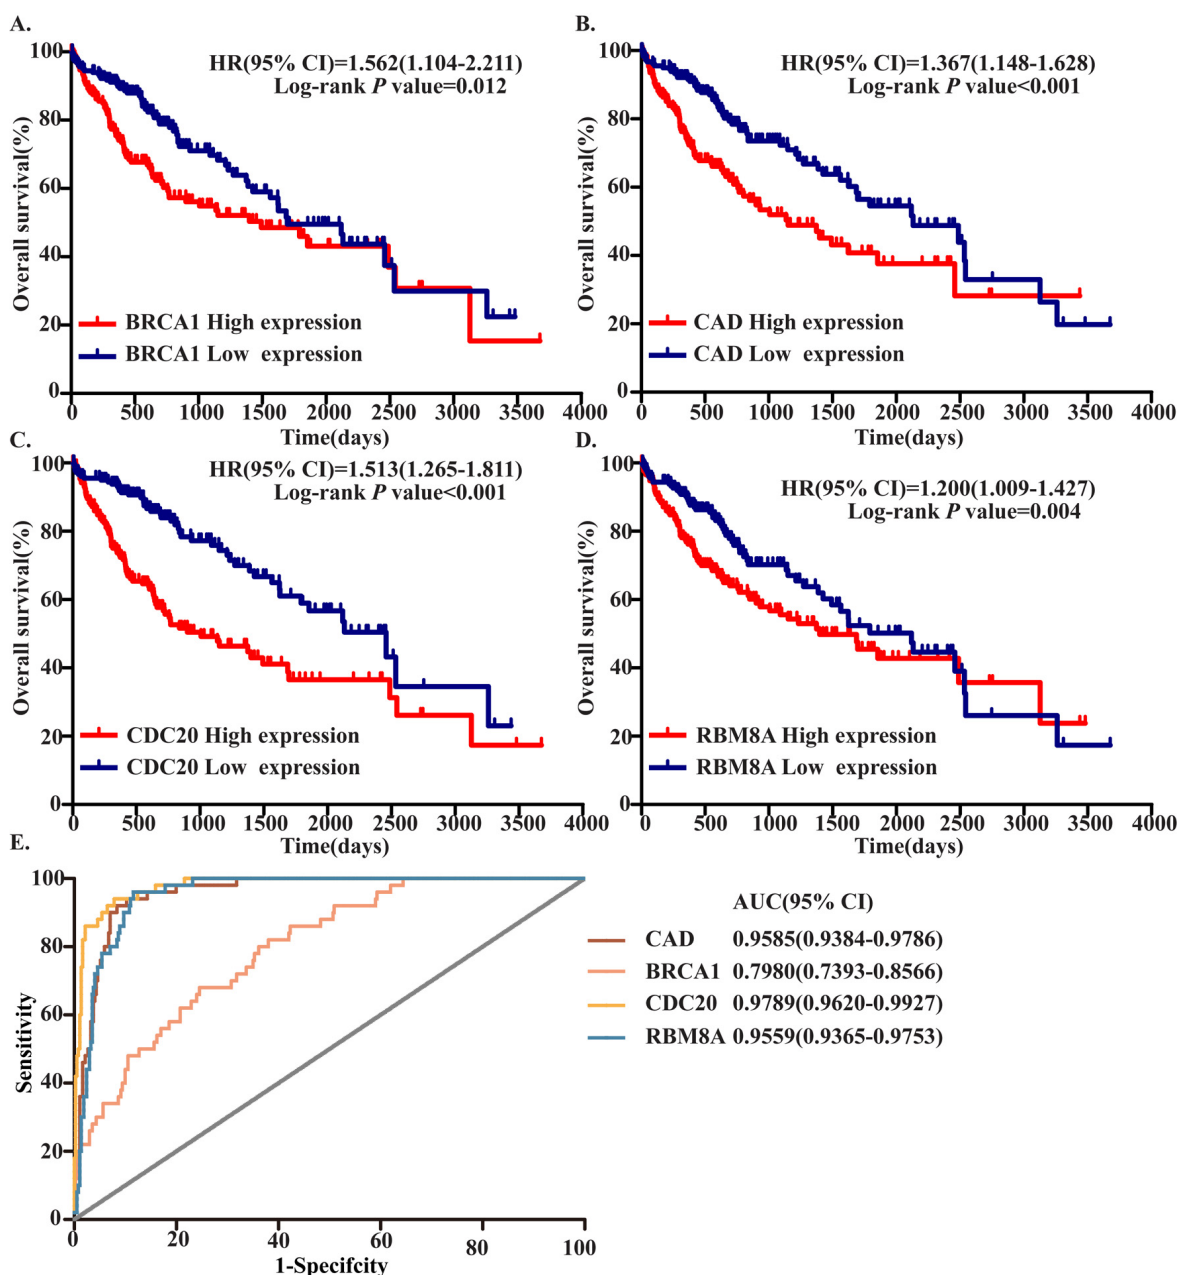 A.
HR(95% CI)=1.562(1.104-2.211)
Log-rank P value=0.012
Overall survival(%)
100
80
60
40
20
0
BRCA1 High expression
BRCA1 Low expression
0 500 1000 1500 2000 2500 3000 3500 4000
Time(days)
B.
HR(95% CI)=1.367(1.148-1.628)
Log-rank P value<0.001
Overall survival(%)
100
80
60
40
20
0
CAD High expression
CAD Low expression
0 500 1000 1500 2000 2500 3000 3500 4000
Time(days)
C.
HR(95% CI)=1.513(1.265-1.811)
Log-rank P value<0.001
Overall survival(%)
100
80
60
40
20
0
CDC20 High expression
CDC20 Low expression
0 500 1000 1500 2000 2500 3000 3500 4000
Time(days)
D.
HR(95% CI)=1.200(1.009-1.427)
Log-rank P value=0.004
Overall survival(%)
100
80
60
40
20
0
RBM8A High expression
RBM8A Low expression
0 500 1000 1500 2000 2500 3000 3500 4000
Time(days)
E.
Sensitivity
100
80
60
40
20
0
0 20 40 60 80 100
1-Specifcity
AUC(95% CI)
CAD 0.9585(0.9384-0.9786)
BRCA1 0.7980(0.7393-0.8566)
CDC20 0.9789(0.9620-0.9927)
RBM8A 0.9559(0.9365-0.9753)